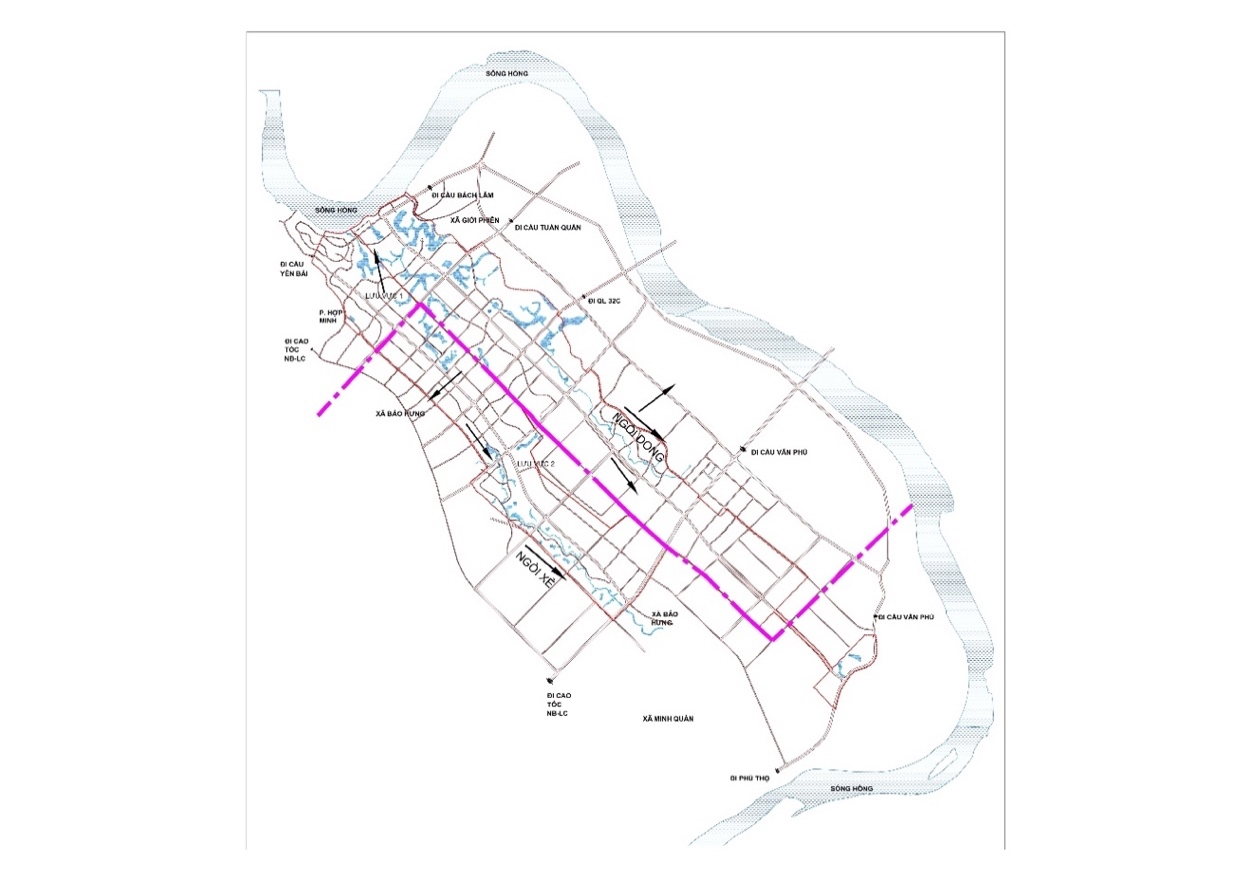 SÔNG HỒNG
ĐI CẦU BÁCH LẪM
SÔNG HỒNG
XÃ GIỚI PHIÊN
ĐI CẦU TUẦN QUÁN
ĐI CẦU
YÊN BÁI
LƯU VỰC 1
ĐI QL 32C
P. HỢP
MINH
ĐI CAO
TỐC
NB-LC
XÃ BẢO HƯNG
NGÒI DONG
ĐI CẦU VĂN PHÚ
LƯU VỰC 2
NGÒI XẺ
XÃ BẢO
HƯNG
ĐI CẦU VĂN PHÚ
ĐI CAO
TỐC
NB-LC
XÃ MINH QUÂN
ĐI PHÚ THỌ
SÔNG HỒNG